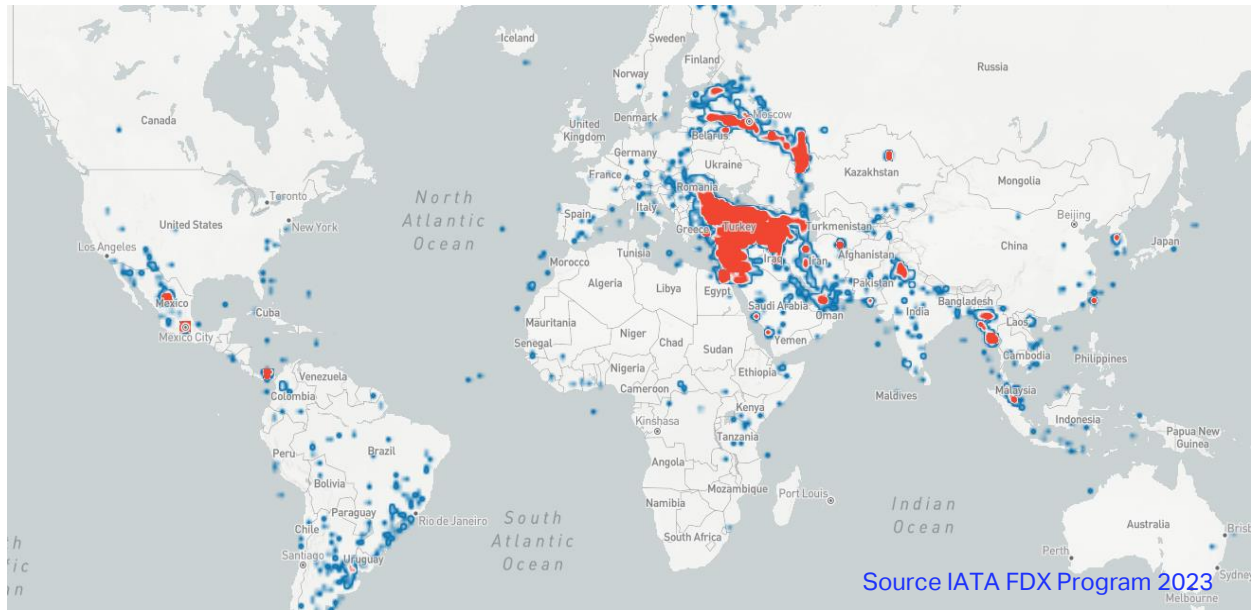 Iceland
Sweden
Finland
Norway
Russia
Canada
United
Kingdom
Denmark
Moscow
Belarus
Germany
Ukraine
Kazakhstan
Mongolia
France
Romania
Toronto
North
Atlantic
Ocean
Italy
Spain
United States
New York
Greece
Turkey
Turkmenistan
Beijing
Japan
Los Angeles
Tunisia
Morocco
Iraq
Iran
Afghanistan
China
Algeria
Libya
Egypt
Pakistan
Mexico
Cuba
Saudi Arabia
Oman
Bangladesh
India
Laos
Mexico City
Mauritania
Niger
Chad
Sudan
Yemen
Senegal
Cambodia
Philippines
Venezuela
Colombia
Nigeria
Cameroon
Ethiopia
Maldives
Malaysia
Kenya
Kinshasa
Indonesia
Papua New
Guinea
Tanzania
Peru
Brazil
Angola
Bolivia
Mozambique
Port Louis
Namibia
Paraguay
Rio de Janeiro
Indian
Ocean
Chile
South
Atlantic
Ocean
Australia
South Africa
Santiago
Uruguay
Perth
Brisb
Source IATA FDX Program 2023
Sydney
Melbourne
th
fic
an